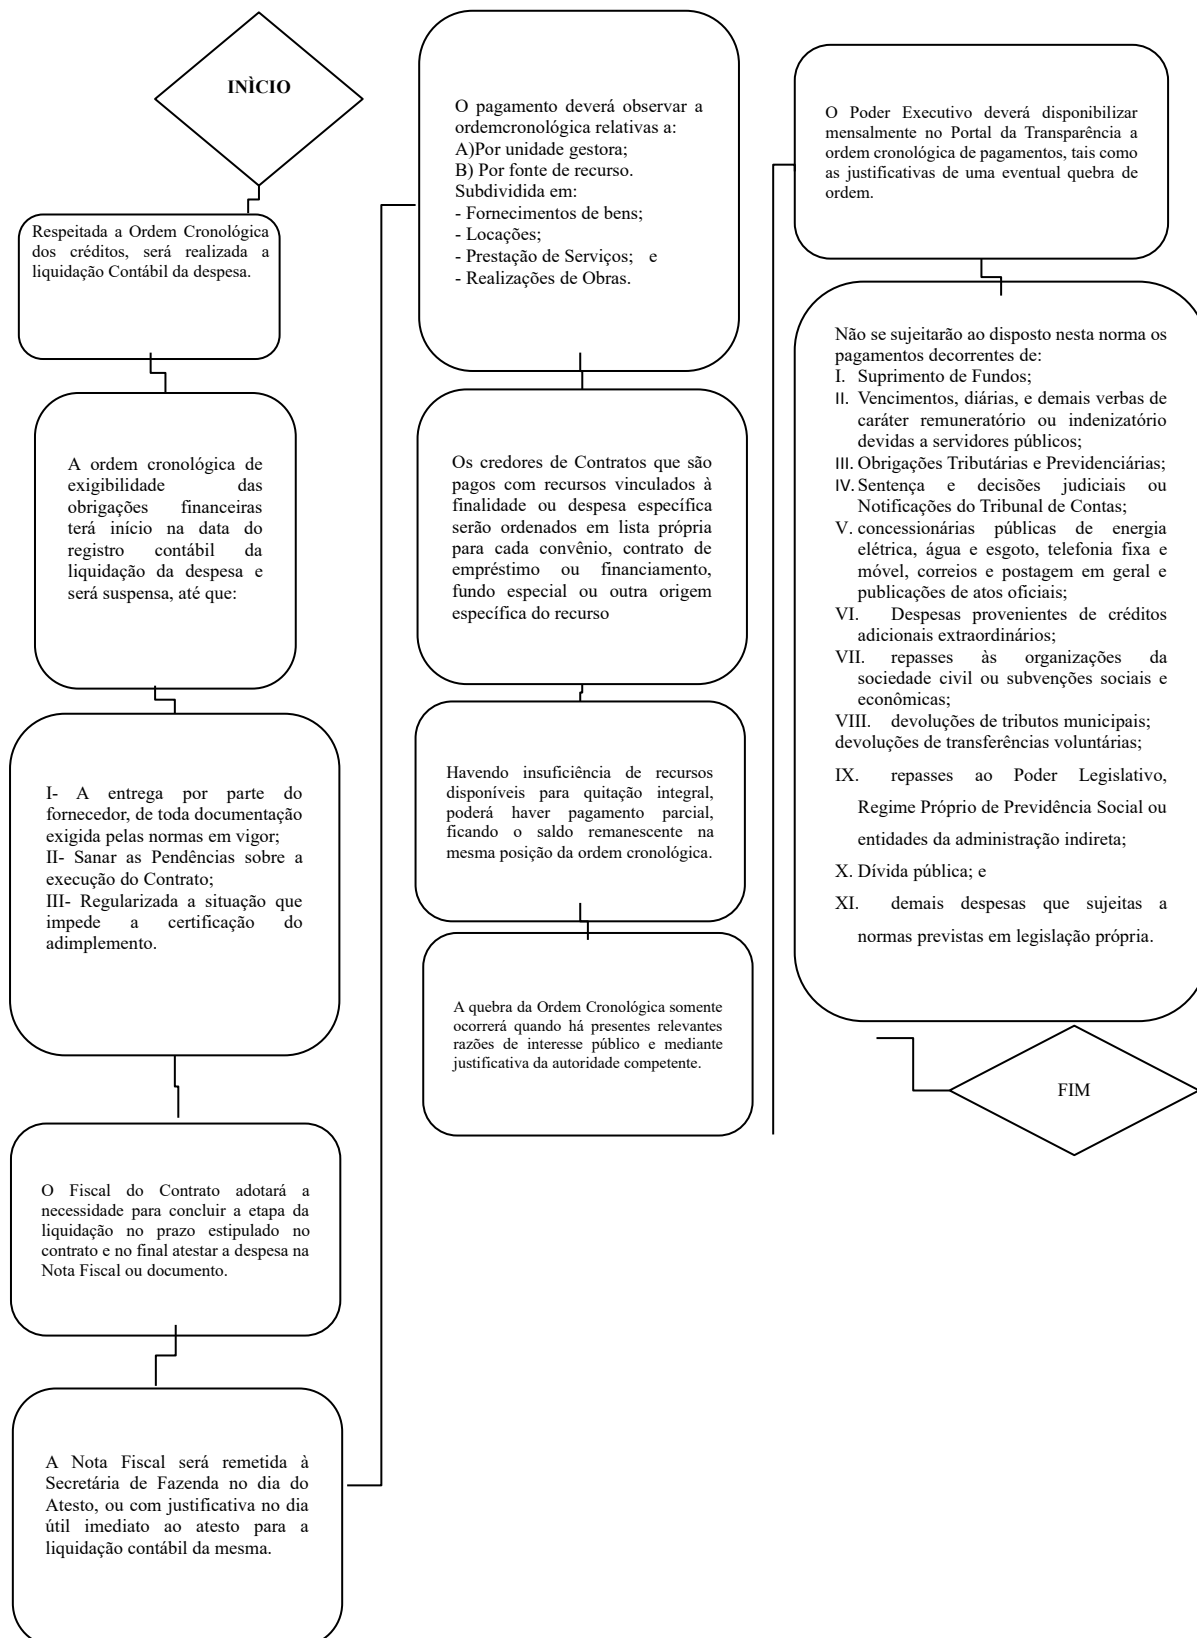 INÌCIO
Respeitada a Ordem Cronológica
dos créditos, será realizada a
liquidação Contábil da despesa.
A ordem cronológica de
exigibilidade das
obrigações financeiras
terá início na data do
registro contábil da
liquidação da despesa e
será suspensa, até que:
I- A entrega por parte do
fornecedor, de toda documentação
exigida pelas normas em vigor;
II- Sanar as Pendências sobre a
execução do Contrato;
III- Regularizada a situação que
impede a certificação do
adimplemento.
O Fiscal do Contrato adotará a
necessidade para concluir a etapa da
liquidação no prazo estipulado no
contrato e no final atestar a despesa na
Nota Fiscal ou documento.
A Nota Fiscal será remetida à
Secretária de Fazenda no dia do
Atesto, ou com justificativa no dia
útil imediato ao atesto para a
liquidação contábil da mesma.
O pagamento deverá observar a
ordemcronológica relativas a:
A)Por unidade gestora;
B) Por fonte de recurso.
Subdividida em:
- Fornecimentos de bens;
- Locações;
- Prestação de Serviços; e
- Realizações de Obras.
Os credores de Contratos que são
pagos com recursos vinculados à
finalidade ou despesa específica
serão ordenados em lista própria
para cada convênio, contrato de
empréstimo ou financiamento,
fundo especial ou outra origem
específica do recurso
Havendo insuficiência de recursos
disponíveis para quitação integral,
poderá haver pagamento parcial,
ficando o saldo remanescente na
mesma posição da ordem cronológica.
A quebra da Ordem Cronológica somente
ocorrerá quando há presentes relevantes
razões de interesse público e mediante
justificativa da autoridade competente.
O Poder Executivo deverá disponibilizar
mensalmente no Portal da Transparência a
ordem cronológica de pagamentos, tais como
as justificativas de uma eventual quebra de
ordem.
Não se sujeitarão ao disposto nesta norma os
pagamentos decorrentes de:
I. Suprimento de Fundos;
II. Vencimentos, diárias, e demais verbas de
caráter remuneratório ou indenizatório
devidas a servidores públicos;
III. Obrigações Tributárias e Previdenciárias;
IV. Sentença e decisões judiciais ou
Notificações do Tribunal de Contas;
V. concessionárias públicas de energia
elétrica, água e esgoto, telefonia fixa e
móvel, correios e postagem em geral e
publicações de atos oficiais;
VI. Despesas provenientes de créditos
adicionais extraordinários;
VII. repasses às organizações da
sociedade civil ou subvenções sociais e
econômicas;
VIII. devoluções de tributos municipais;
devoluções de transferências voluntárias;
IX. repasses ao Poder Legislativo,
Regime Próprio de Previdência Social ou
entidades da administração indireta;
X. Dívida pública; e
XI. demais despesas que sujeitas a
normas previstas em legislação própria.
FIM